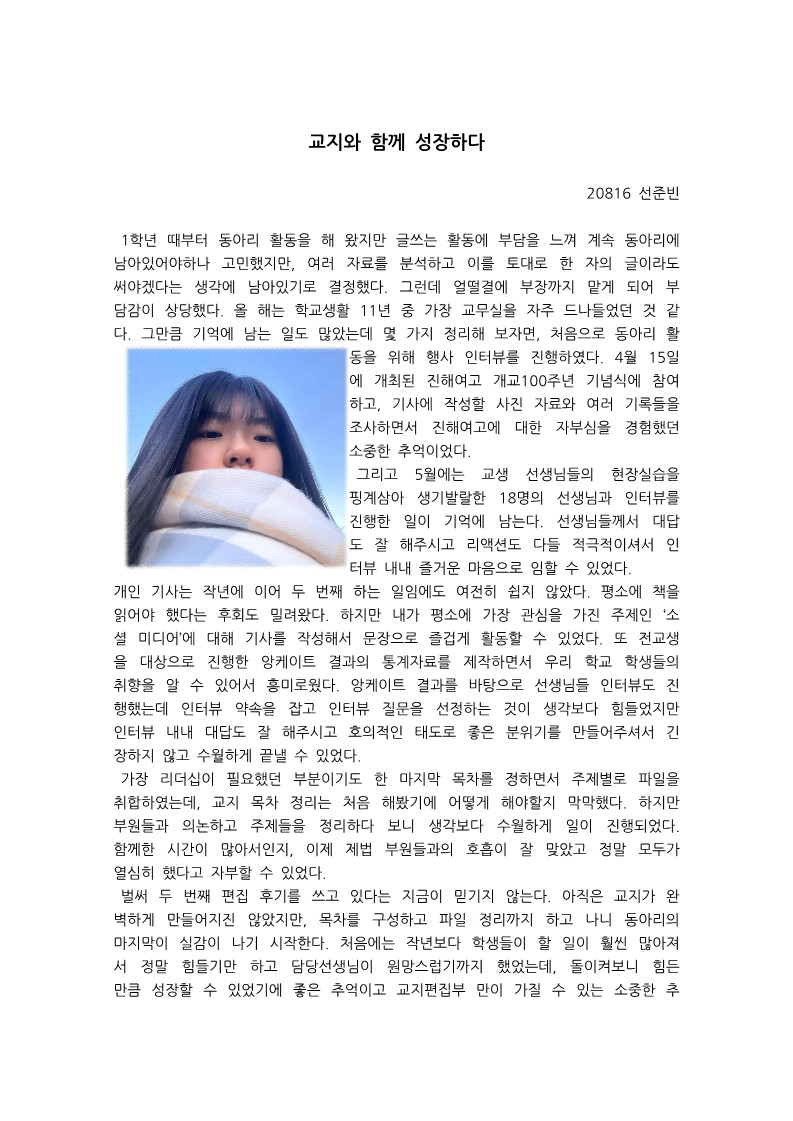 교지와 함께 성장하다
20816 선준빈
1학년 때부터 동아리 활동을 해 왔지만 글쓰는 활동에 부담을 느껴 계속 동아리에
남아있어야하나 고민했지만, 여러 자료를 분석하고 이를 토대로 한 자의 글이라도
써야겠다는 생각에 남아있기로 결정했다. 그런데 얼떨결에 부장까지 맡게 되어 부
담감이 상당했다. 올 해는 학교생활 11년 중 가장 교무실을 자주 드나들었던 것 같
다. 그만큼 기억에 남는 일도 많았는데 몇 가지 정리해 보자면, 처음으로 동아리 활
동을 위해 행사 인터뷰를 진행하였다. 4월 15일
에 개최된 진해여고 개교100주년 기념식에 참여
하고, 기사에 작성할 사진 자료와 여러 기록들을
조사하면서 진해여고에 대한 자부심을 경험했던
소중한 추억이었다.
그리고 5월에는 교생 선생님들의 현장실습을
핑계삼아 생기발랄한 18명의 선생님과 인터뷰를
진행한 일이 기억에 남는다. 선생님들께서 대답
도 잘 해주시고 리액션도 다들 적극적이셔서 인
터뷰 내내 즐거운 마음으로 임할 수 있었다.
개인 기사는 작년에 이어 두 번째 하는 일임에도 여전히 쉽지 않았다. 평소에 책을
읽어야 했다는 후회도 밀려왔다. 하지만 내가 평소에 가장 관심을 가진 주제인 ‘소
셜 미디어’에 대해 기사를 작성해서 문장으로 즐겁게 활동할 수 있었다. 또 전교생
을 대상으로 진행한 앙케이트 결과의 통계자료를 제작하면서 우리 학교 학생들의
취향을 알 수 있어서 흥미로웠다. 앙케이트 결과를 바탕으로 선생님들 인터뷰도 진
행했는데 인터뷰 약속을 잡고 인터뷰 질문을 선정하는 것이 생각보다 힘들었지만
인터뷰 내내 대답도 잘 해주시고 호의적인 태도로 좋은 분위기를 만들어주셔서 긴
장하지 않고 수월하게 끝낼 수 있었다.
가장 리더십이 필요했던 부분이기도 한 마지막 목차를 정하면서 주제별로 파일을
취합하였는데, 교지 목차 정리는 처음 해봤기에 어떻게 해야할지 막막했다. 하지만
부원들과 의논하고 주제들을 정리하다 보니 생각보다 수월하게 일이 진행되었다.
함께한 시간이 많아서인지, 이제 제법 부원들과의 호흡이 잘 맞았고 정말 모두가
열심히 했다고 자부할 수 있었다.
벌써 두 번째 편집 후기를 쓰고 있다는 지금이 믿기지 않는다. 아직은 교지가 완
벽하게 만들어지진 않았지만, 목차를 구성하고 파일 정리까지 하고 나니 동아리의
마지막이 실감이 나기 시작한다. 처음에는 작년보다 학생들이 할 일이 훨씬 많아져
서 정말 힘들기만 하고 담당선생님이 원망스럽기까지 했었는데, 돌이켜보니 힘든
만큼 성장할 수 있었기에 좋은 추억이고 교지편집부 만이 가질 수 있는 소중한 추